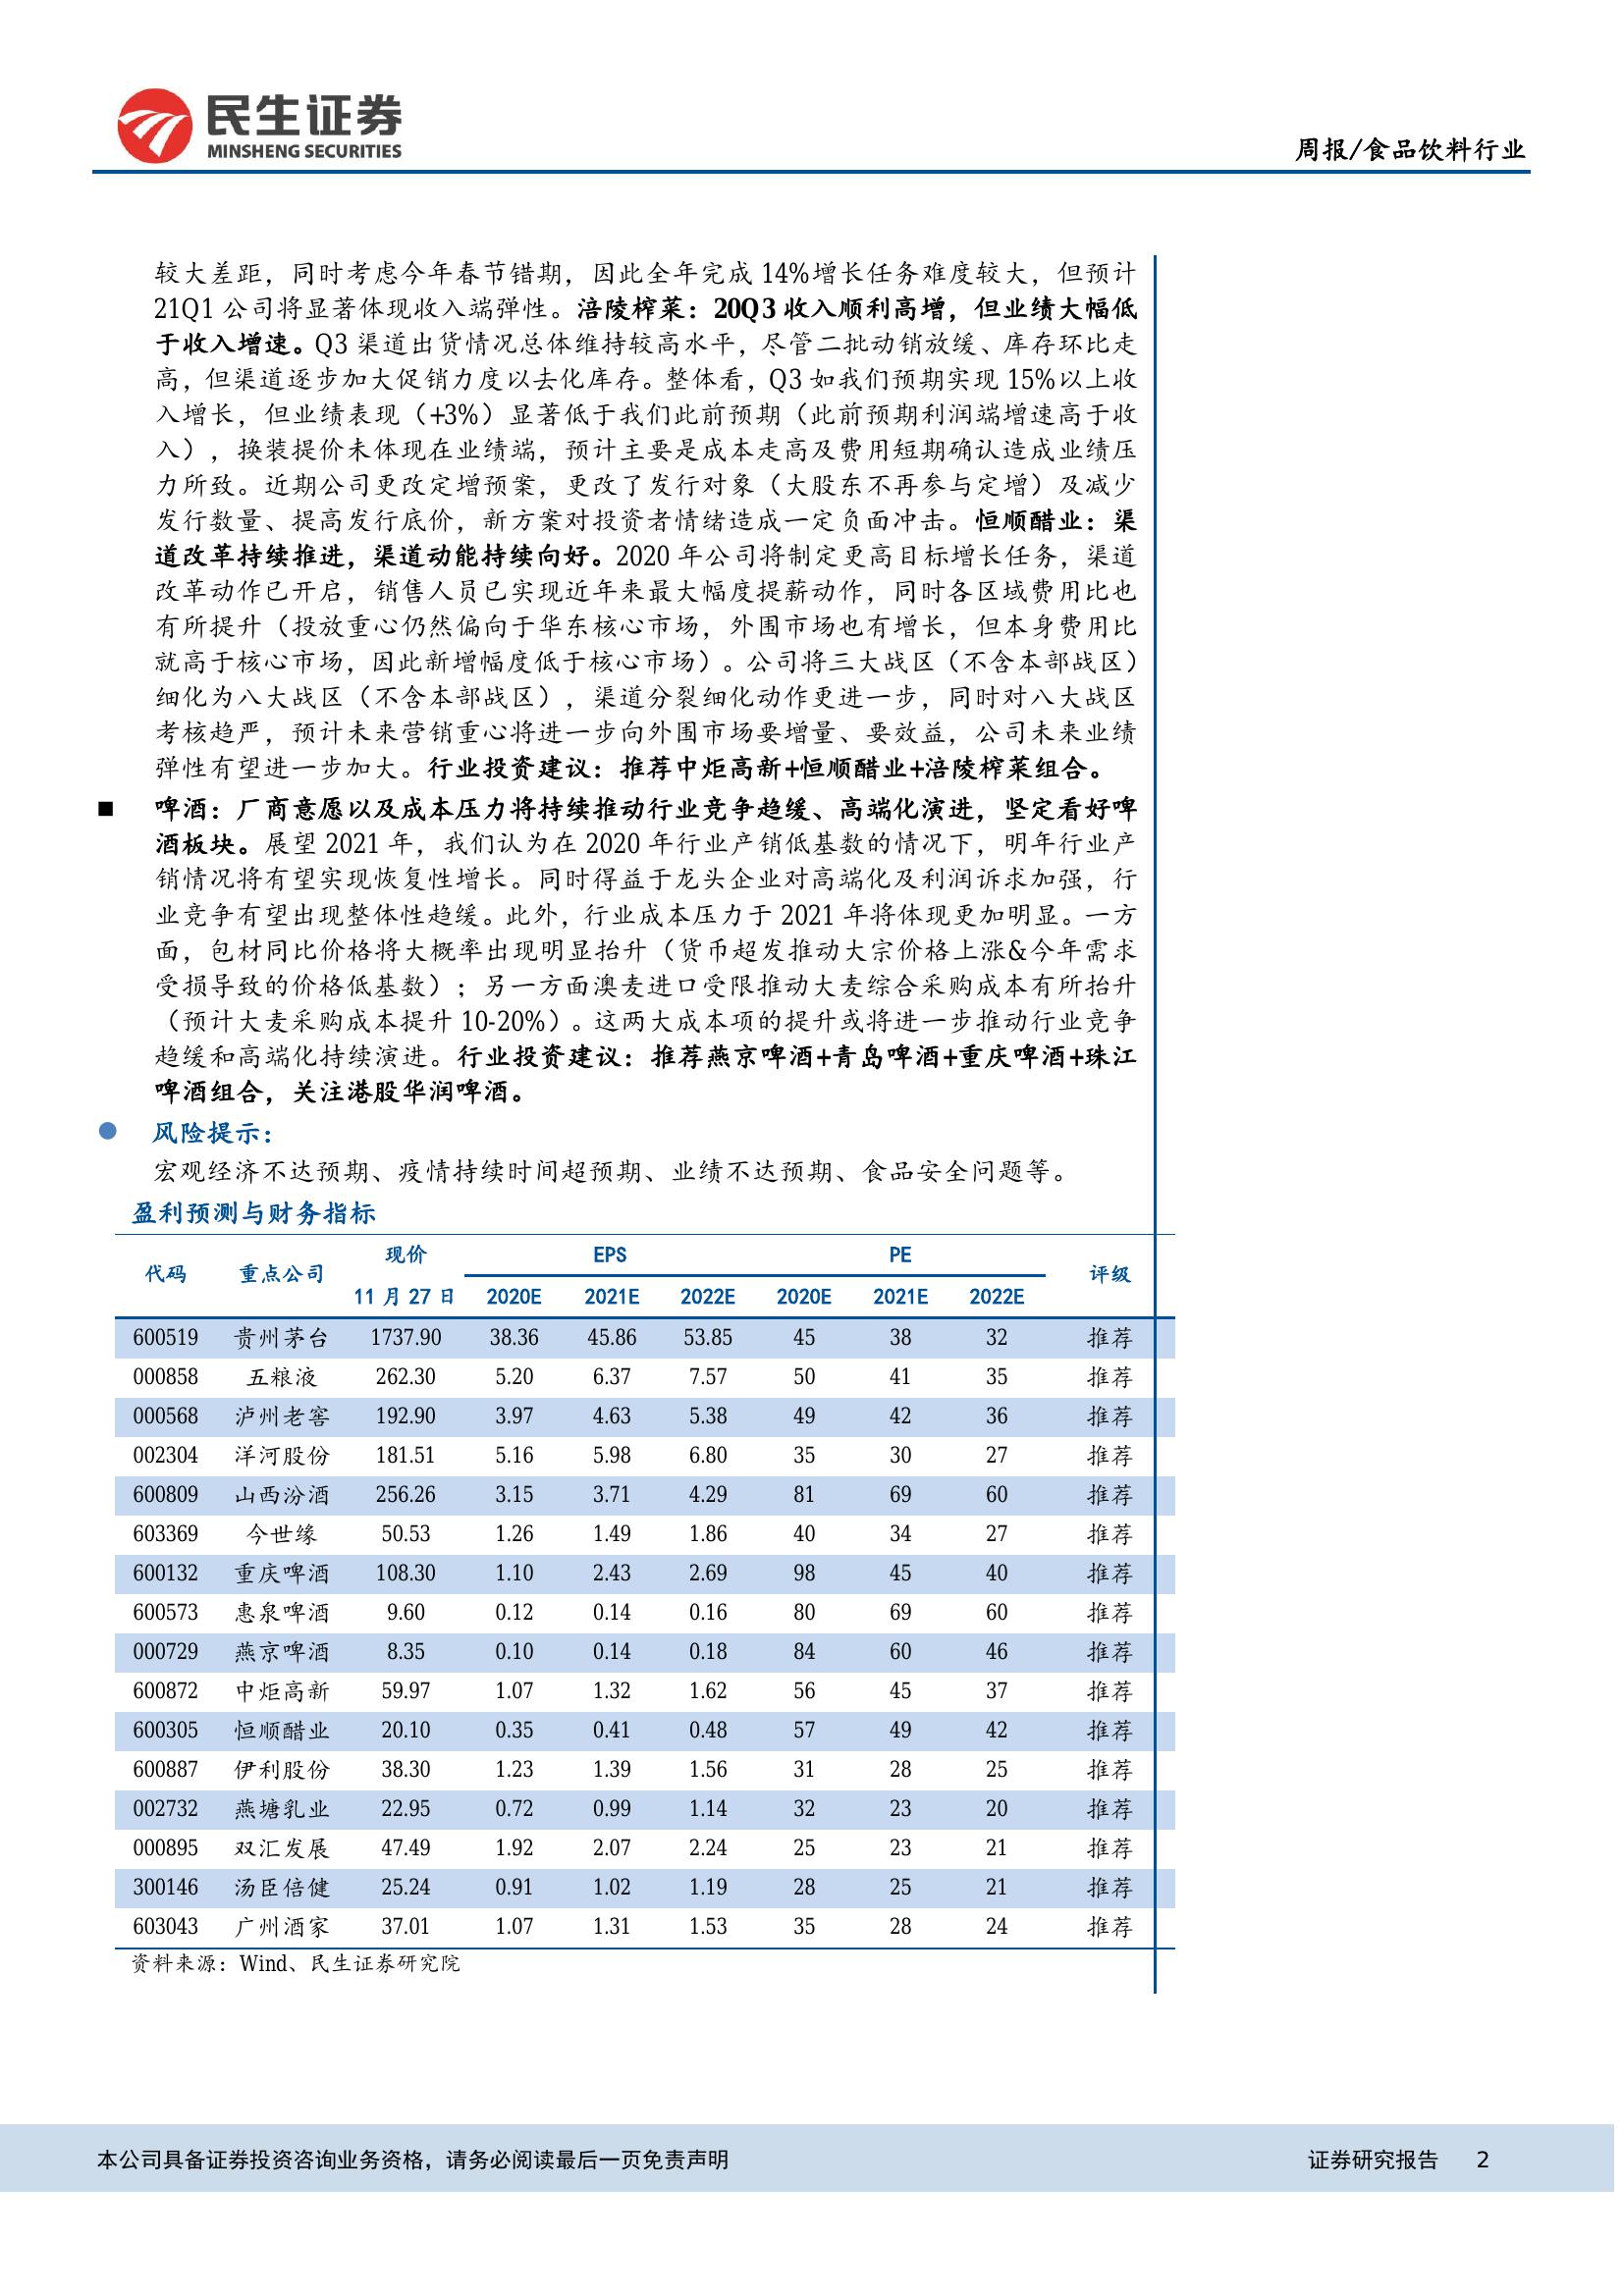 民生证券
MINSHENG SECURITIES
周报/食品饮料行业
较大差距，同时考虑今年春节错期，因此全年完成 14%增长任务难度较大，但预计
21Q1 公司将显著体现收入端弹性。涪陵榨菜：20Q3 收入顺利高增，但业绩大幅低
于收入增速。Q3 渠道出货情况总体维持较高水平，尽管二批动销放缓、库存环比走
高，但渠道逐步加大促销力度以去化库存。整体看，Q3 如我们预期实现 15%以上收
入增长，但业绩表现（+3%）显著低于我们此前预期（此前预期利润端增速高于收
入），换装提价未体现在业绩端，预计主要是成本走高及费用短期确认造成业绩压
力所致。近期公司更改定增预案，更改了发行对象（大股东不再参与定增）及减少
发行数量、提高发行底价，新方案对投资者情绪造成一定负面冲击。恒顺醋业：渠
道改革持续推进，渠道动能持续向好。2020 年公司将制定更高目标增长任务，渠道
改革动作已开启，销售人员已实现近年来最大幅度提薪动作，同时各区域费用比也
有所提升（投放重心仍然偏向于华东核心市场，外围市场也有增长，但本身费用比
就高于核心市场，因此新增幅度低于核心市场）。公司将三大战区（不含本部战区）
细化为八大战区（不含本部战区），渠道分裂细化动作更进一步，同时对八大战区
考核趋严，预计未来营销重心将进一步向外围市场要增量、要效益，公司未来业绩
弹性有望进一步加大。行业投资建议：推荐中炬高新+恒顺醋业+涪陵榨菜组合。
■ 啤酒：厂商意愿以及成本压力将持续推动行业竞争趋缓、高端化演进，坚定看好啤
酒板块。展望 2021 年，我们认为在 2020 年行业产销低基数的情况下，明年行业产
销情况将有望实现恢复性增长。同时得益于龙头企业对高端化及利润诉求加强，行
业竞争有望出现整体性趋缓。此外，行业成本压力于 2021 年将体现更加明显。一方
面，包材同比价格将大概率出现明显抬升（货币超发推动大宗价格上涨&今年需求
受损导致的价格低基数）；另一方面澳麦进口受限推动大麦综合采购成本有所抬升
（预计大麦采购成本提升 10-20%）。这两大成本项的提升或将进一步推动行业竞争
趋缓和高端化持续演进。行业投资建议：推荐燕京啤酒+青岛啤酒+重庆啤酒+珠江
啤酒组合，关注港股华润啤酒。
● 风险提示：
宏观经济不达预期、疫情持续时间超预期、业绩不达预期、食品安全问题等。
盈利预测与财务指标
代码 重点公司 现价 EPS PE 评级
11 月 27 日 2020E 2021E 2022E 2020E 2021E 2022E
600519 贵州茅台 1737.90 38.36 45.86 53.85 45 38 32 推荐
000858 五粮液 262.30 5.20 6.37 7.57 50 41 35 推荐
000568 泸州老窖 192.90 3.97 4.63 5.38 49 42 36 推荐
002304 洋河股份 181.51 5.16 5.98 6.80 35 30 27 推荐
600809 山西汾酒 256.26 3.15 3.71 4.29 81 69 60 推荐
603369 今世缘 50.53 1.26 1.49 1.86 40 34 27 推荐
600132 重庆啤酒 108.30 1.10 2.43 2.69 98 45 40 推荐
600573 惠泉啤酒 9.60 0.12 0.14 0.16 80 69 60 推荐
000729 燕京啤酒 8.35 0.10 0.14 0.18 84 60 46 推荐
600872 中炬高新 59.97 1.07 1.32 1.62 56 45 37 推荐
600305 恒顺醋业 20.10 0.35 0.41 0.48 57 49 42 推荐
600887 伊利股份 38.30 1.23 1.39 1.56 31 28 25 推荐
002732 燕塘乳业 22.95 0.72 0.99 1.14 32 23 20 推荐
000895 双汇发展 47.49 1.92 2.07 2.24 25 23 21 推荐
300146 汤臣倍健 25.24 0.91 1.02 1.19 28 25 21 推荐
603043 广州酒家 37.01 1.07 1.31 1.53 35 28 24 推荐
资料来源：Wind、民生证券研究院
本公司具备证券投资咨询业务资格，请务必阅读最后一页免责声明
证券研究报告 2